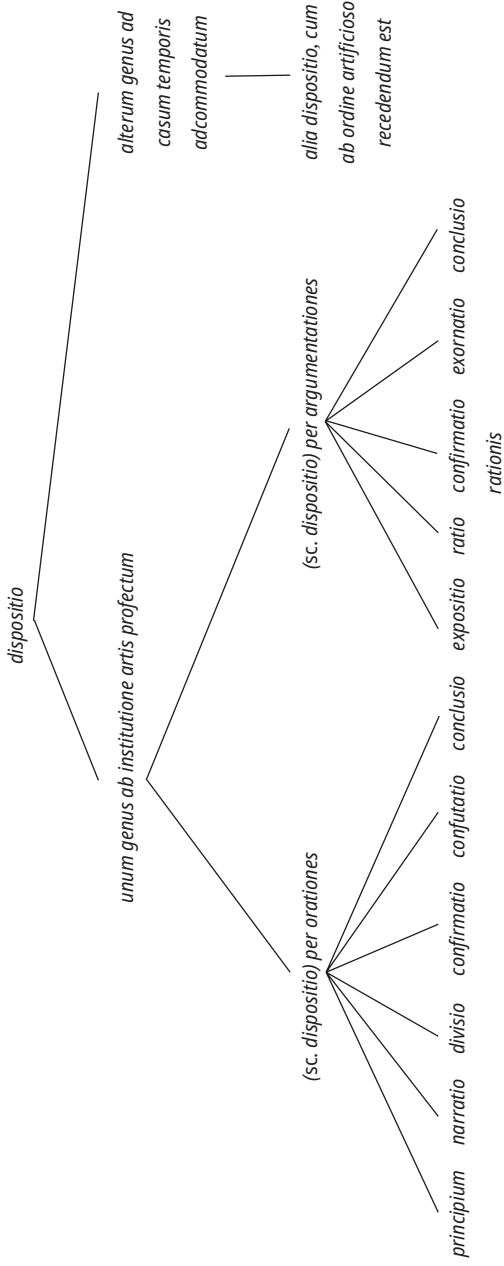 dispositio
unum genus ab institutione artis profectum
alterum genus ad
casum temporis
adcommodatum
(sc. dispositio) per orationes
(sc. dispositio) per argumentationes
alia dispositio, cum
ab ordine artificioso
recedendum est
principium
narratio
divisio
confirmatio
confutatio
conclusio
expositio
ratio
confirmatio
rationis
exornatio
conclusio